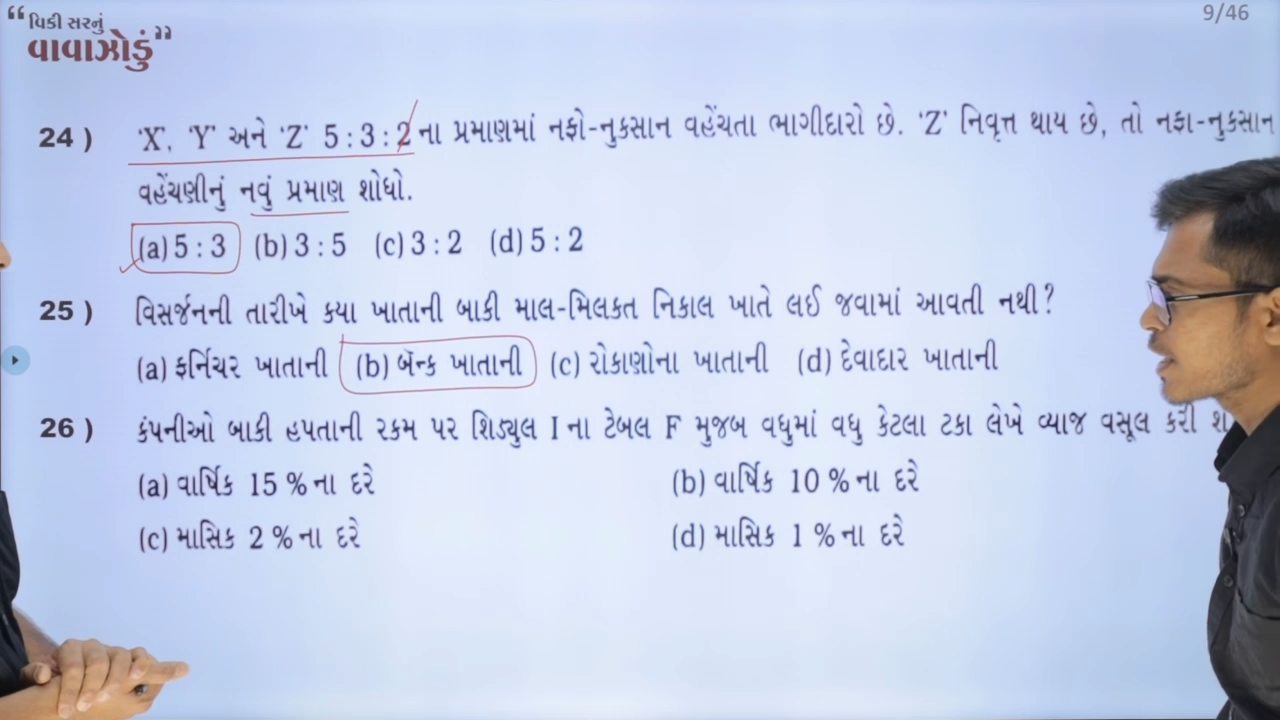 “વિકી સરનું
વાવાઝોડું”
9/46
24 ) 'X', 'Y' અને 'Z' 5 : 3 : 2 ના પ્રમાણમાં નફો-નુકસાન વહેંચતા ભાગીદારો છે. 'Z' નિવૃત્ત થાય છે, તો નફા-નુકસાન
વહેંચણીનું નવું પ્રમાણ શોધો.
(a) 5 : 3 (b) 3 : 5 (c) 3 : 2 (d) 5 : 2
25 ) વિસર્જનની તારીખે કયા ખાતાની બાકી માલ-મિલકત નિકાલ ખાતે લઈ જવામાં આવતી નથી ?
(a) ફર્નિચર ખાતાની (b) બૅન્ક ખાતાની (c) રોકાણોના ખાતાની (d) દેવાદાર ખાતાની
26 ) કંપનીઓ બાકી હપતાની રકમ પર શિડ્યુલ I ના ટેબલ F મુજબ વધુમાં વધુ કેટલા ટકા લેખે વ્યાજ વસૂલ કરી
(a) વાર્ષિક 15 % ના દરે (b) વાર્ષિક 10 % ના દરે
(c) માસિક 2 % ના દરે (d) માસિક 1 % ના દરે